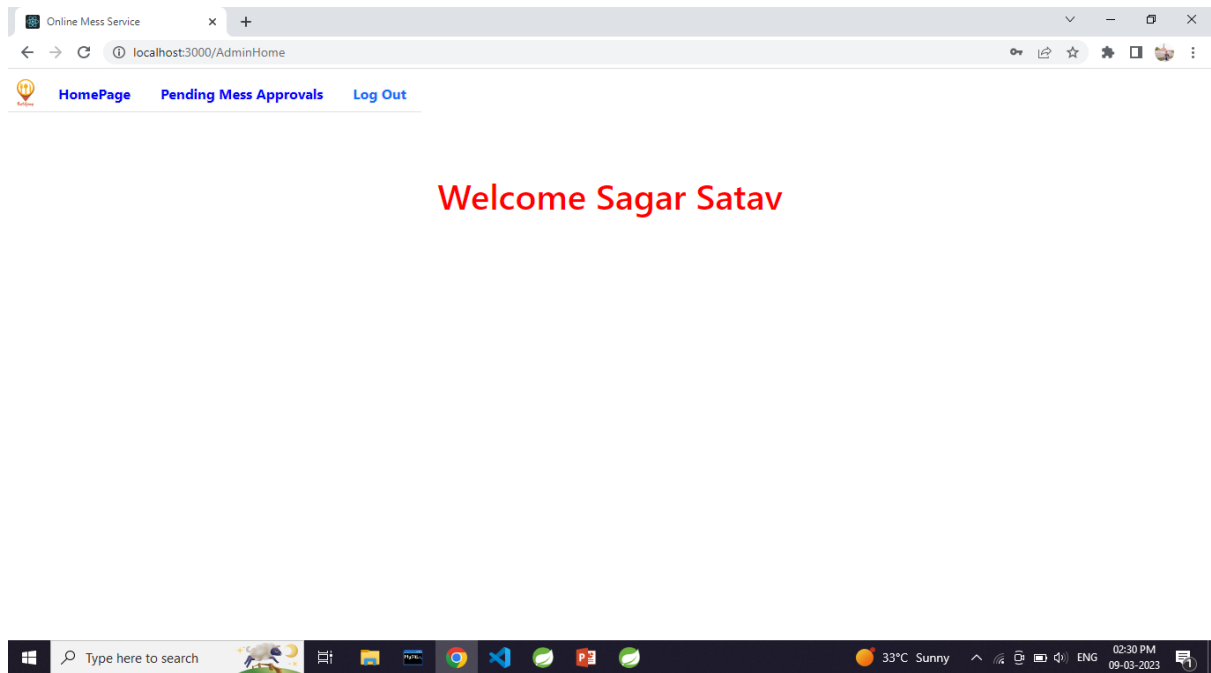 Online Mess Service
localhost:3000/AdminHome
HomePage Pending Mess Approvals Log Out
Welcome Sagar Satav
Type here to search
33°C Sunny
ENG
02:30 PM
09-03-2023
1